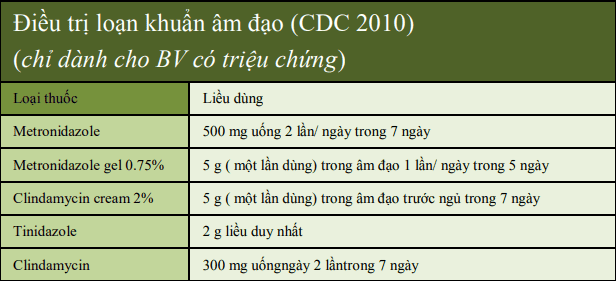 Điều trị loạn khuẩn âm đạo (CDC 2010)
(chỉ dành cho BV có triệu chứng)
Loại thuốc Liều dùng
Metronidazole 500 mg uống 2 lần/ ngày trong 7 ngày
Metronidazole gel 0.75% 5 g ( một lần dùng) trong âm đạo 1 lần/ ngày trong 5 ngày
Clindamycin cream 2% 5 g ( một lần dùng) trong âm đạo trước ngủ trong 7 ngày
Tinidazole 2 g liều duy nhất
Clindamycin 300 mg uốngngày 2 lầntrong 7 ngày